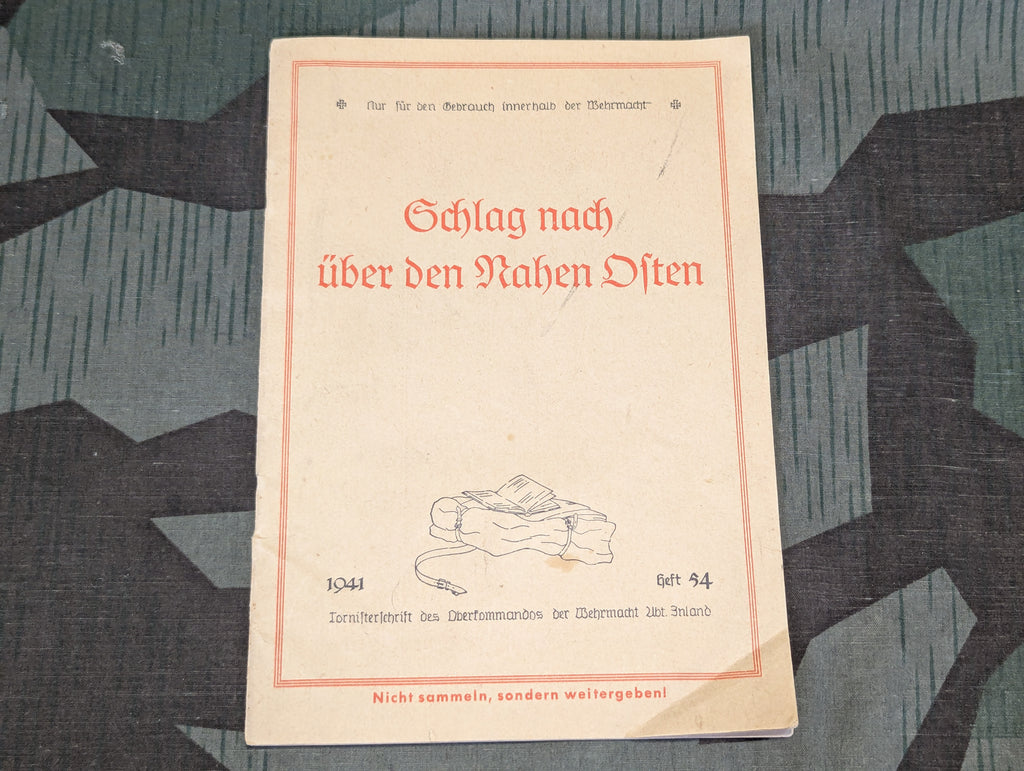 Nur für den Gebrauch innerhalb der Wehrmacht
Schlag nach
über den Nahen Osten
1941 Heft 54
Tornisterschrift des Oberkommandos der Wehrmacht Abt. Inland
Nicht sammeln, sondern weitergeben!